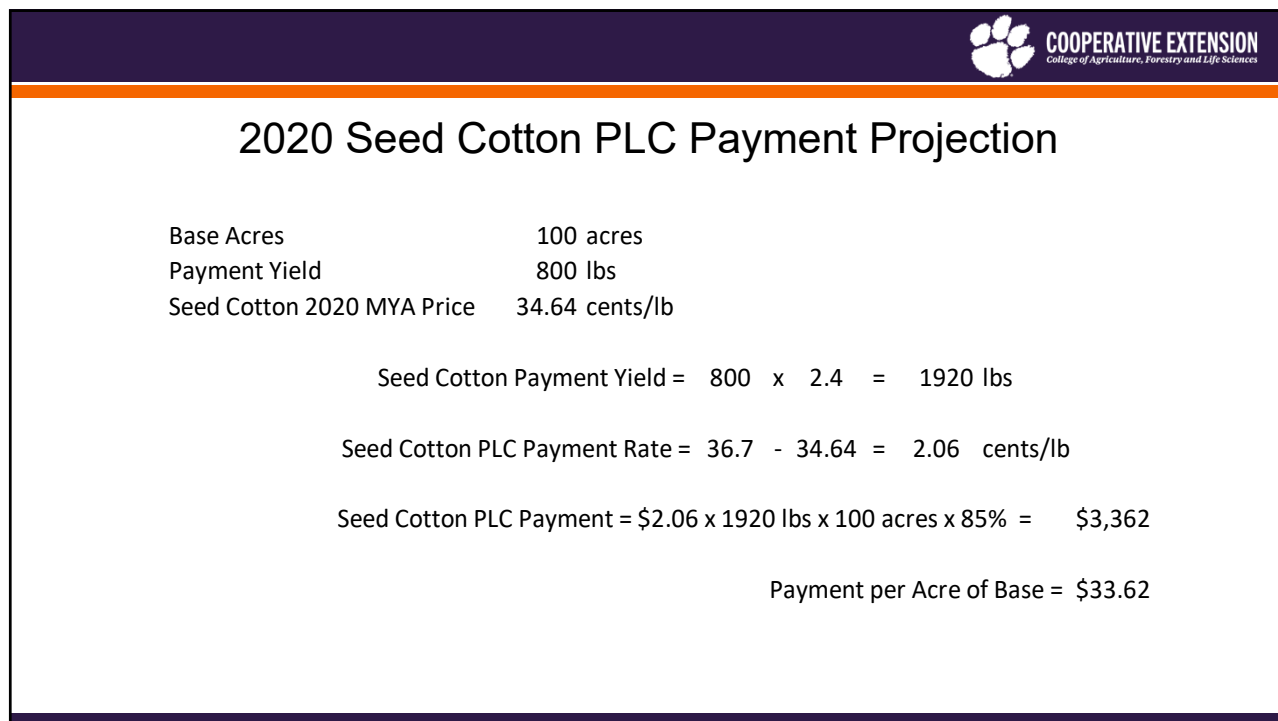 COOPERATIVE EXTENSION
College of Agriculture, Forestry and Life Sciences
2020 Seed Cotton PLC Payment Projection
Base Acres 100 acres
Payment Yield 800 lbs
Seed Cotton 2020 MYA Price 34.64 cents/lb
Seed Cotton Payment Yield = 800 x 2.4 = 1920 lbs
Seed Cotton PLC Payment Rate = 36.7 - 34.64 = 2.06 cents/lb
Seed Cotton PLC Payment = $2.06 x 1920 lbs x 100 acres x 85% = $3,362
Payment per Acre of Base = $33.62